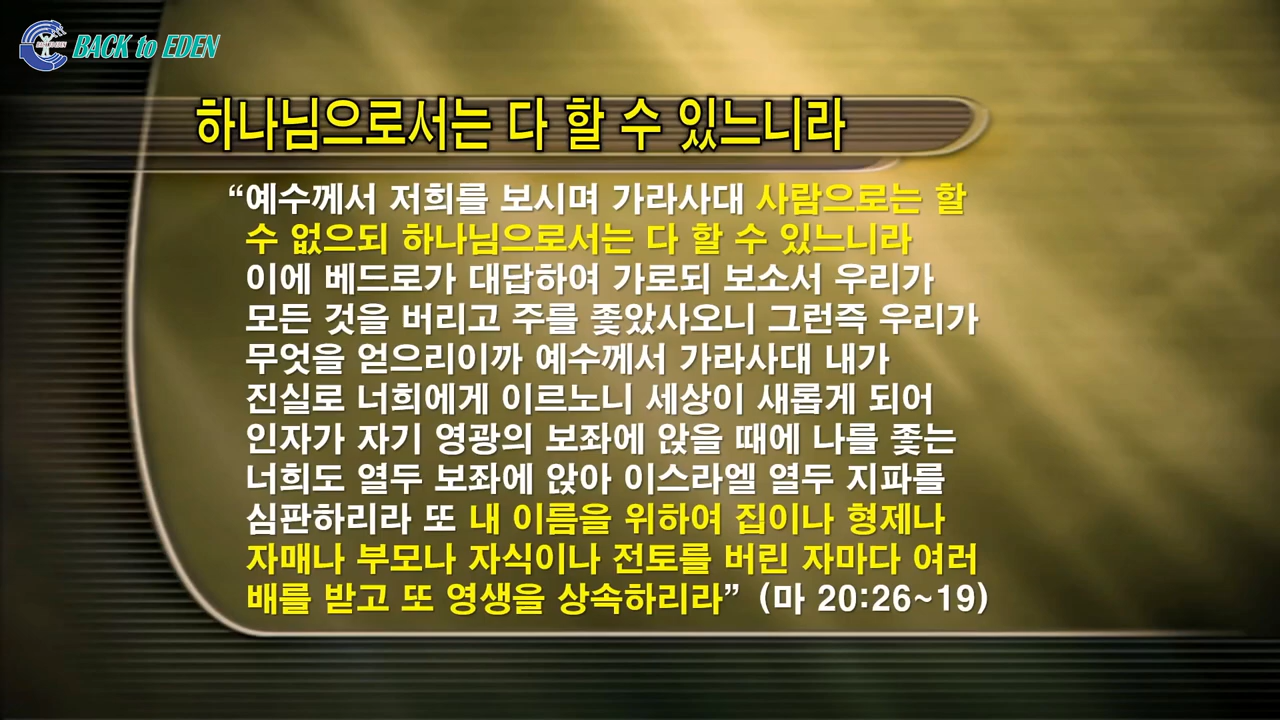 BACK to EDEN
하나님으로서는 다 할 수 있느니라
“예수께서 저희를 보시며 가라사대 사람으로는 할
수 없으되 하나님으로서는 다 할 수 있느니라
이에 베드로가 대답하여 가로되 보소서 우리가
모든 것을 버리고 주를 좇았사오니 그런즉 우리가
무엇을 얻으리이까 예수께서 가라사대 내가
진실로 너희에게 이르노니 세상이 새롭게 되어
인자가 자기 영광의 보좌에 앉을 때에 나를 좇는
너희도 열두 보좌에 앉아 이스라엘 열두 지파를
심판하리라 또 내 이름을 위하여 집이나 형제나
자매나 부모나 자식이나 전토를 버린 자마다 여러
배를 받고 또 영생을 상속하리라” (마 20:26~19)